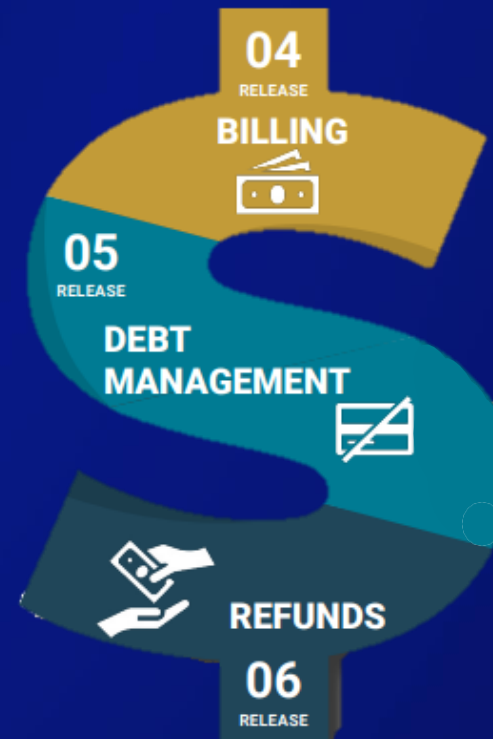 04
RELEASE
BILLING
05
RELEASE
DEBT
MANAGEMENT
REFUNDS
06
RELEASE